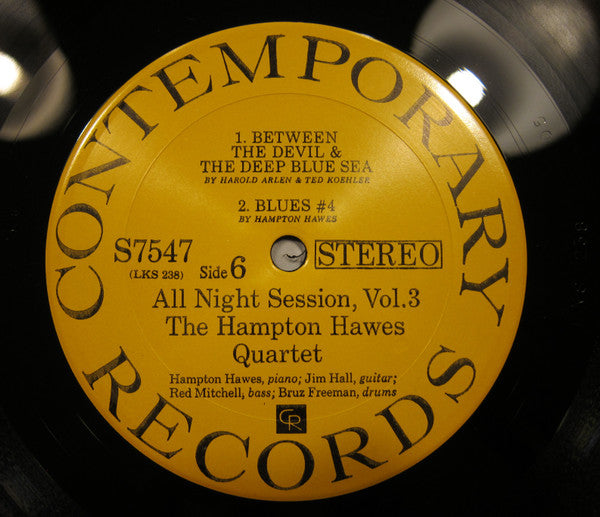 CONTEMPORARY
1. BETWEEN
THE DEVIL &
THE DEEP BLUE SEA
BY HAROLD ARLEN & TED KOEHLER
2. BLUES #4
BY HAMPTON HAWES
S7547
(LKS 238)
Side 6
STEREO
All Night Session, Vol.3
The Hampton Hawes
Quartet
Hampton Hawes, piano; Jim Hall, guitar;
Red Mitchell, bass; Bruz Freeman, drums
CR
RECORDS